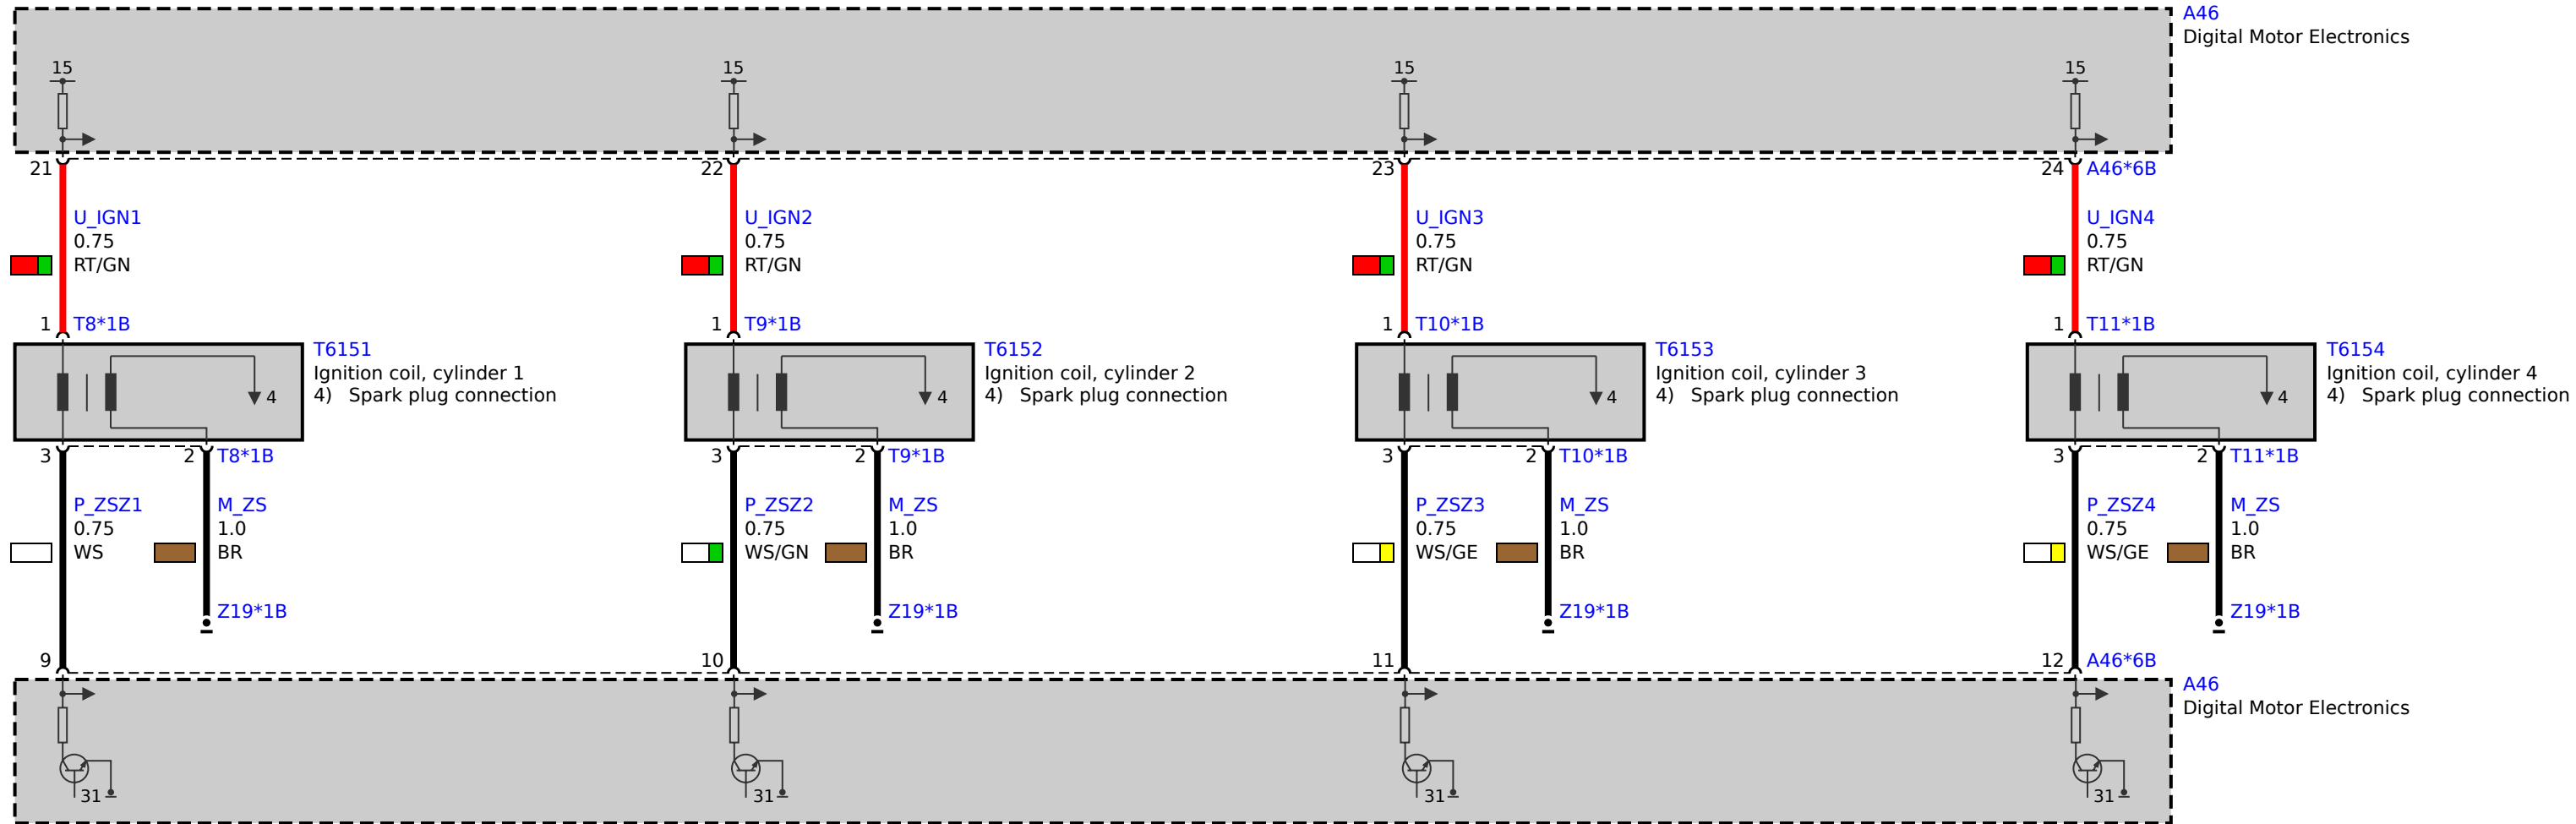 A46
Digital Motor Electronics
15 15 15 15
21 22 23 24 A46*6B
U_IGN1 U_IGN2 U_IGN3 U_IGN4
0.75 0.75 0.75 0.75
RT/GN RT/GN RT/GN RT/GN
1 T8*1B 1 T9*1B 1 T10*1B 1 T11*1B
T6151 T6152 T6153 T6154
Ignition coil, cylinder 1 Ignition coil, cylinder 2 Ignition coil, cylinder 3 Ignition coil, cylinder 4
4 4) Spark plug connection 4 4) Spark plug connection 4 4) Spark plug connection 4 4) Spark plug connection
3 2 T8*1B 3 2 T9*1B 3 2 T10*1B 3 2 T11*1B
P_ZSZ1 M_ZS P_ZSZ2 M_ZS P_ZSZ3 M_ZS P_ZSZ4 M_ZS
0.75 1.0 0.75 1.0 0.75 1.0 0.75 1.0
WS BR WS/GN BR WS/GE BR WS/GE BR
Z19*1B Z19*1B Z19*1B Z19*1B
9 10 11 12 A46*6B
A46
Digital Motor Electronics
31 31 31 31